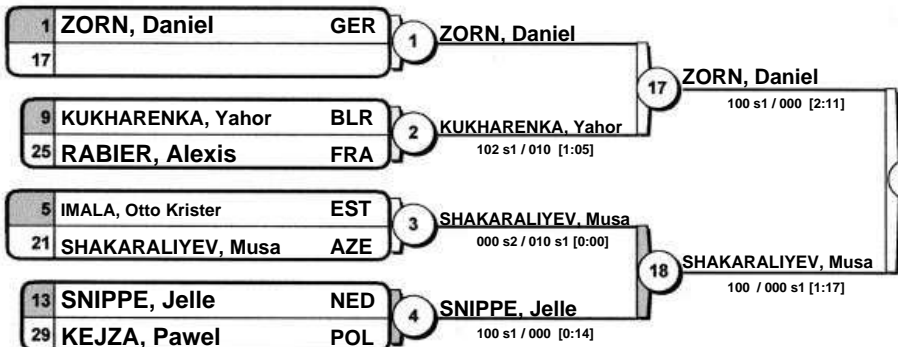 1 ZORN, Daniel GER
17
1 ZORN, Daniel
9 KUKHARENKA, Yahor BLR
25 RABIER, Alexis FRA
2 KUKHARENKA, Yahor
102 s1 / 010 [1:05]
17 ZORN, Daniel
100 s1 / 000 [2:11]
5 IMALA, Otto Krister EST
21 SHAKARALIYEV, Musa AZE
3 SHAKARALIYEV, Musa
000 s2 / 010 s1 [0:00]
13 SNIPPE, Jelle NED
29 KEJZA, Pawel POL
4 SNIPPE, Jelle
100 s1 / 000 [0:14]
18 SHAKARALIYEV, Musa
100 / 000 s1 [1:17]